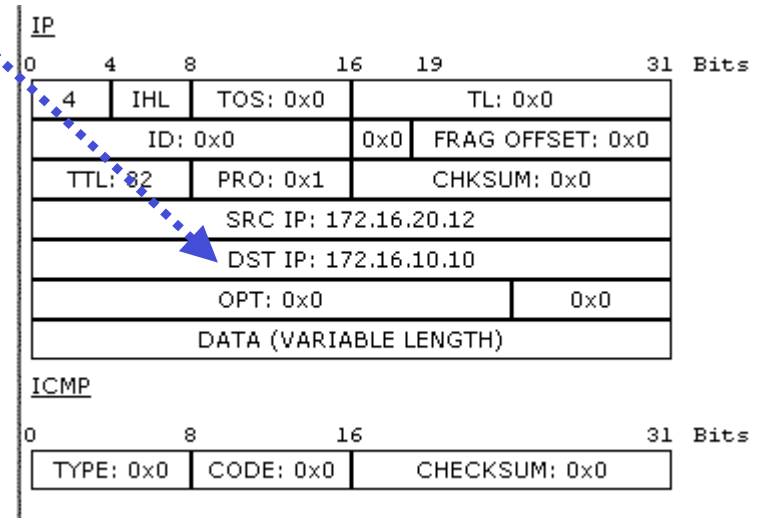 IP
0 4 8 16 19 31 Bits
4 IHL TOS: 0x0 TL: 0x0
ID: 0x0 0x0 FRAG OFFSET: 0x0
TTL: 82 PRO: 0x1 CHKSUM: 0x0
SRC IP: 172.16.20.12
DST IP: 172.16.10.10
OPT: 0x0 0x0
DATA (VARIABLE LENGTH)
ICMP
0 8 16 31 Bits
TYPE: 0x0 CODE: 0x0 CHECKSUM: 0x0